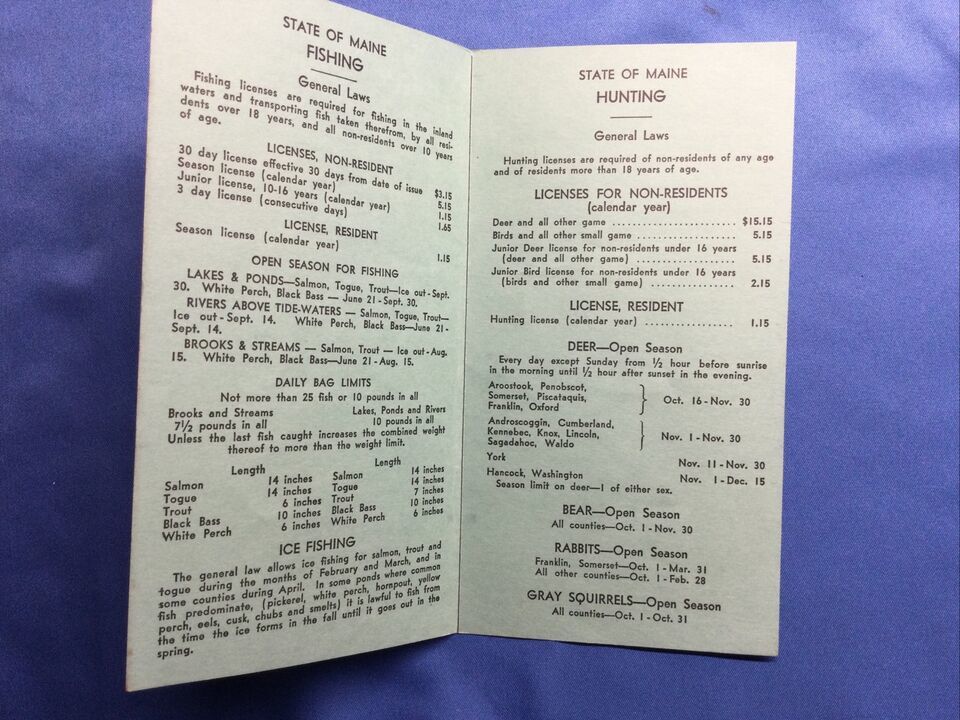 STATE OF MAINE
FISHING
General Laws
Fishing licenses are required for fishing in the inland
waters and transporting fish taken therefrom, by all resi-
dents over 18 years, and all non-residents over 10 years
of age.
LICENSES, NON-RESIDENT
30 day license effective 30 days from date of issue $3.15
Season license (calendar year) 5.15
Junior license, 10-16 years (calendar year) 1.15
3 day license (consecutive days) 1.65
LICENSE, RESIDENT
Season license (calendar year) 1.15
OPEN SEASON FOR FISHING
LAKES & PONDS—Salmon, Togue, Trout—Ice out-Sept.
30. White Perch, Black Bass — June 21 - Sept. 30.
RIVERS ABOVE TIDE-WATERS — Salmon, Togue, Trout—
Ice out-Sept. 14. White Perch, Black Bass—June 21-
Sept. 14.
BROOKS & STREAMS — Salmon, Trout — Ice out-Aug.
15. White Perch, Black Bass—June 21-Aug. 15.
DAILY BAG LIMITS
Not more than 25 fish or 10 pounds in all
Brooks and Streams Lakes, Ponds and Rivers
7½ pounds in all 10 pounds in all
Unless the last fish caught increases the combined weight
thereof to more than the weight limit.
Length Length
Salmon 14 inches Salmon 14 inches
Togue 14 inches Togue 14 inches
Trout 6 inches Trout 7 inches
Black Bass 10 inches Black Bass 10 inches
White Perch 6 inches White Perch 6 inches
ICE FISHING
The general law allows ice fishing for salmon, trout and
togue during the months of February and March, and in
some counties during April. In some ponds where common
fish predominate, (pickerel, white perch, hornpout, yellow
perch, eels, cusk, chubs and smelts) it is lawful to fish from
the time the ice forms in the fall until it goes out in the
spring.
STATE OF MAINE
HUNTING
General Laws
Hunting licenses are required of non-residents of any age
and of residents more than 18 years of age.
LICENSES FOR NON-RESIDENTS
(calendar year)
Deer and all other game ...................... $15.15
Birds and all other small game .................. 5.15
Junior Deer license for non-residents under 16 years
(deer and all other game) .................. 5.15
Junior Bird license for non-residents under 16 years
(birds and other small game) ............... 2.15
LICENSE, RESIDENT
Hunting license (calendar year) ................ 1.15
DEER—Open Season
Every day except Sunday from ½ hour before sunrise
in the morning until ½ hour after sunset in the evening.
Aroostook, Penobscot,
Somerset, Piscataquis, } Oct. 16 - Nov. 30
Franklin, Oxford
Androscoggin, Cumberland,
Kennebec, Knox, Lincoln, } Nov. 1 - Nov. 30
Sagadahoc, Waldo
York Nov. 11 - Nov. 30
Hancock, Washington Nov. 1 - Dec. 15
Season limit on deer—1 of either sex.
BEAR—Open Season
All counties—Oct. 1 - Nov. 30
RABBITS—Open Season
Franklin, Somerset—Oct. 1 - Mar. 31
All other counties—Oct. 1 - Feb. 28
GRAY SQUIRRELS—Open Season
All counties—Oct. 1 - Oct. 31